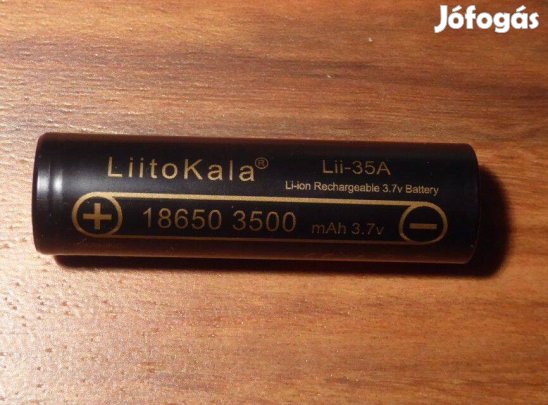 Jófogás
LiitoKala®
Lii-35A
Li-ion Rechargeable 3.7v Battery
+ 18650 3500 mAh 3.7v −